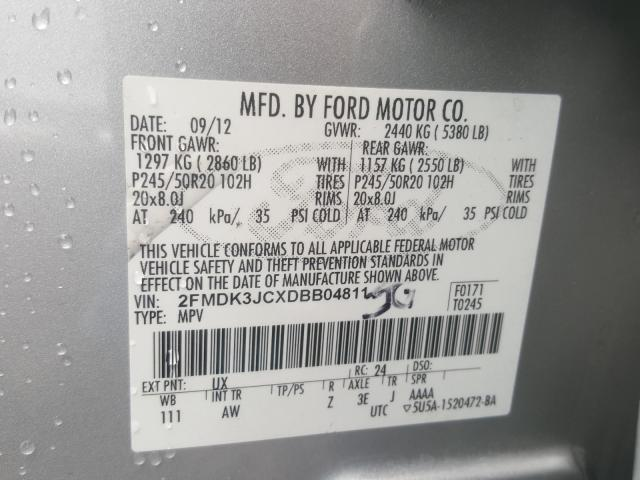 MFD. BY FORD MOTOR CO.
DATE: 09/12 GVWR: 2440 KG ( 5380 LB)
FRONT GAWR: REAR GAWR:
1297 KG ( 2860 LB) WITH 1157 KG ( 2550 LB) WITH
P245/50R20 102H TIRES P245/50R20 102H TIRES
20x8.0J RIMS 20x8.0J RIMS
AT 240 kPa/ 35 PSI COLD AT 240 kPa/ 35 PSI COLD
THIS VEHICLE CONFORMS TO ALL APPLICABLE FEDERAL MOTOR
VEHICLE SAFETY AND THEFT PREVENTION STANDARDS IN
EFFECT ON THE DATE OF MANUFACTURE SHOWN ABOVE.
VIN: 2FMDK3JCXDBB04811
F0171
TYPE: MPV
T0245
RC: 24 DSO:
EXT PNT: UX AXLE TR SPR
WB INT TR TP/PS R 3E J AAAA
111 AW Z UTC ▽5U5A-1520472-BA